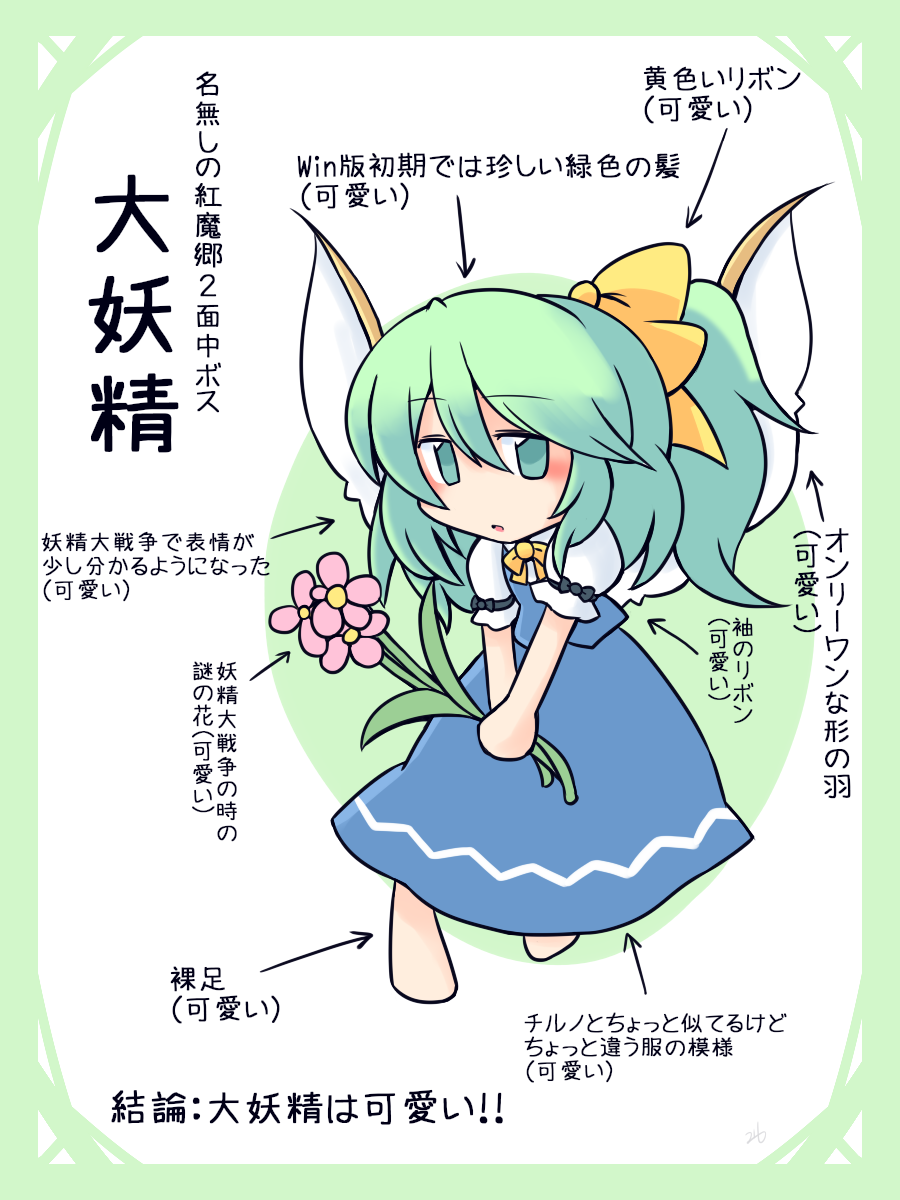 名無しの紅魔郷２面中ボス
大妖精
黄色いリボン
(可愛い)
Win版初期では珍しい緑色の髪
(可愛い)
妖精大戦争で表情が
少し分かるようになった
(可愛い)
オンリーワンな形の羽
(可愛い)
袖のリボン
(可愛い)
妖精大戦争の時の
謎の花(可愛い)
裸足
(可愛い)
チルノとちょっと似てるけど
ちょっと違う服の模様
(可愛い)
結論:大妖精は可愛い!!